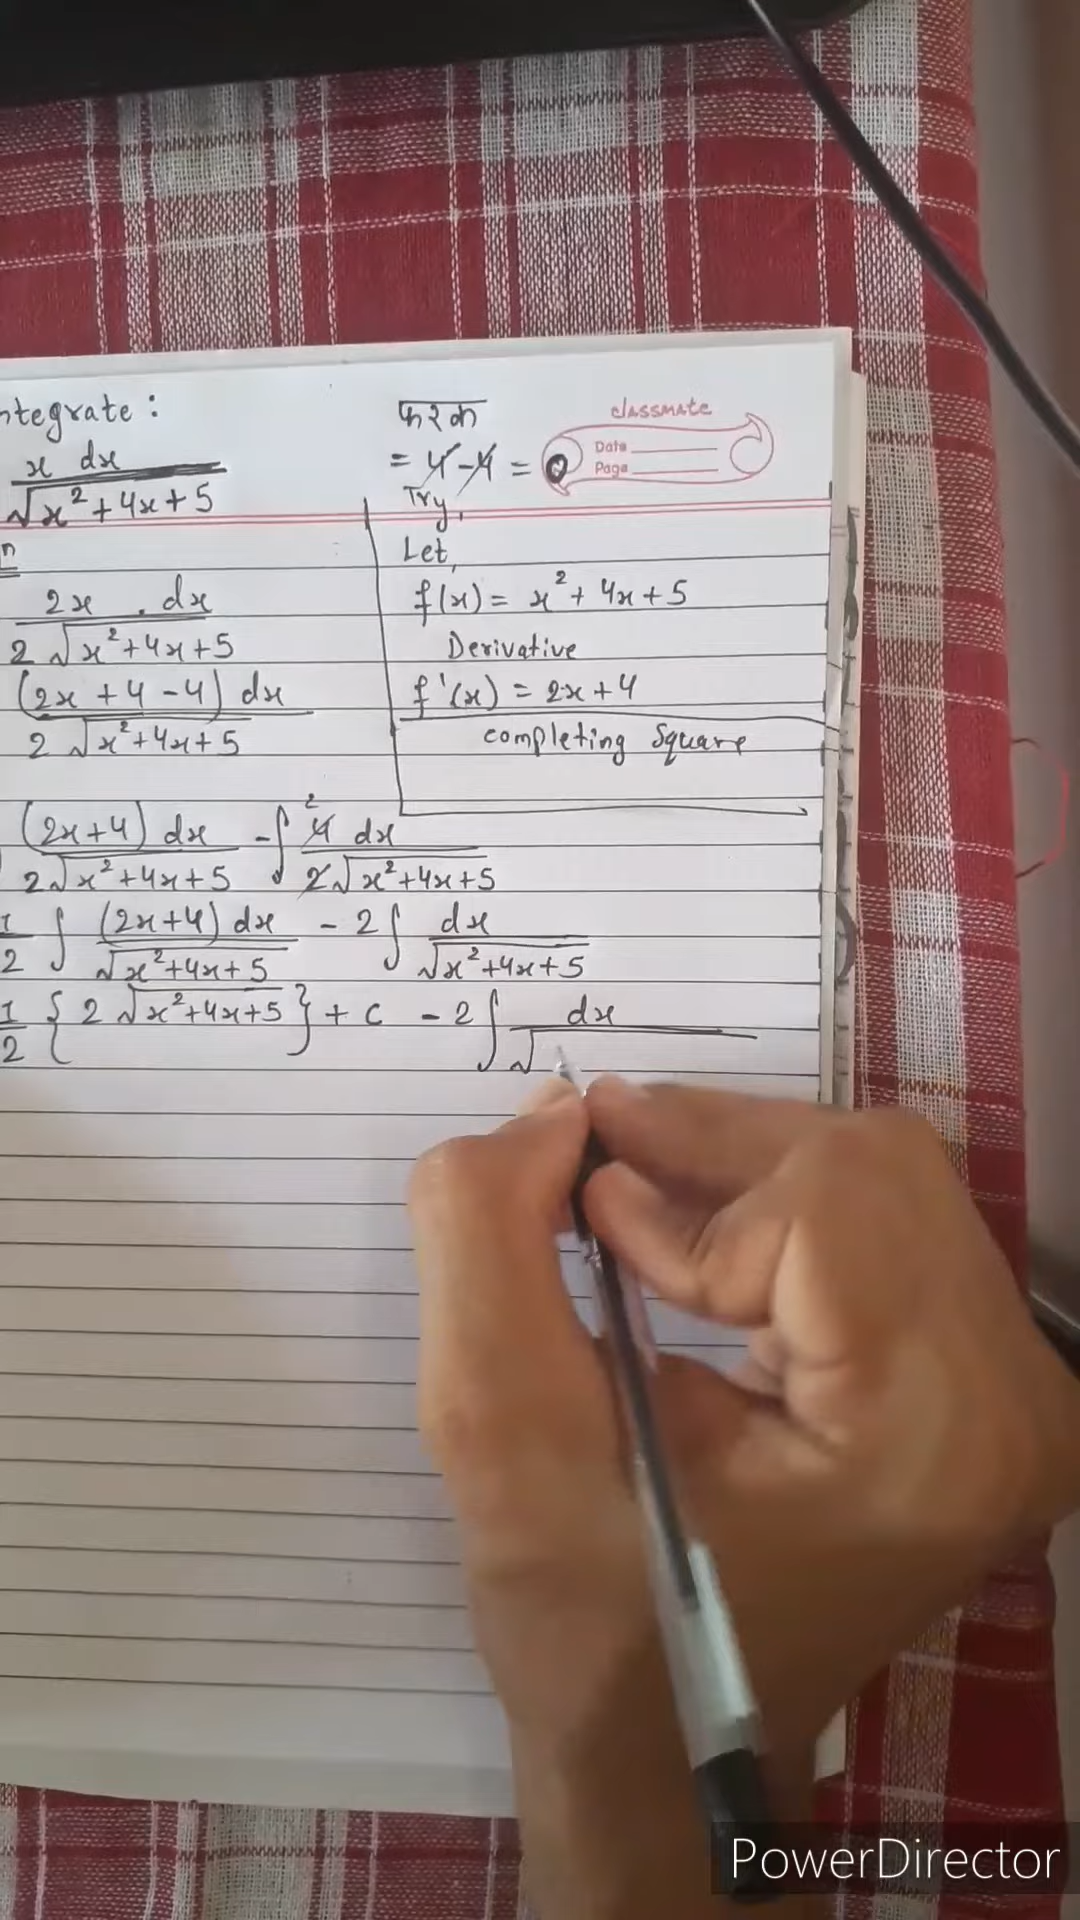 ntegrate :
x dx
√x² + 4x + 5
फरक
= 4 - 4 = 0
classmate
Date
Page
Try,
Let,
f(x) = x² + 4x + 5
Derivative
f'(x) = 2x + 4
completing Square
n
2x . dx
2 √x² + 4x + 5
(2x + 4 - 4) dx
2 √x² + 4x + 5
(2x + 4) dx - ∫ 4 2 dx
2 √x² + 4x + 5 2 √x² + 4x + 5
1/2 ∫ (2x + 4) dx - 2 ∫ dx
√x² + 4x + 5 √x² + 4x + 5
1/2 { 2 √x² + 4x + 5 } + c - 2 ∫ dx
√
PowerDirector